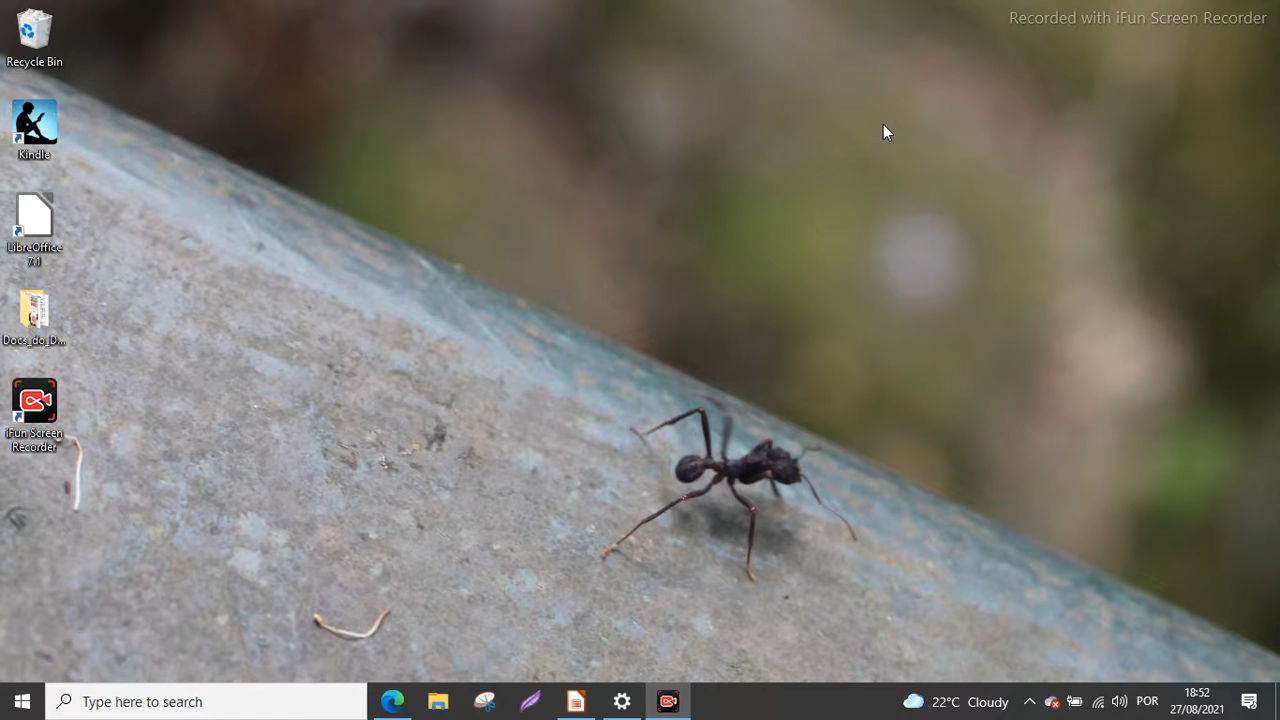 Recorded with iFun Screen Recorder
Recycle Bin
Kindle
LibreOffice
7.1
Docs_do_D...
iFun Screen
Recorder
Type here to search
22°C Cloudy
POR
18:52
27/08/2021